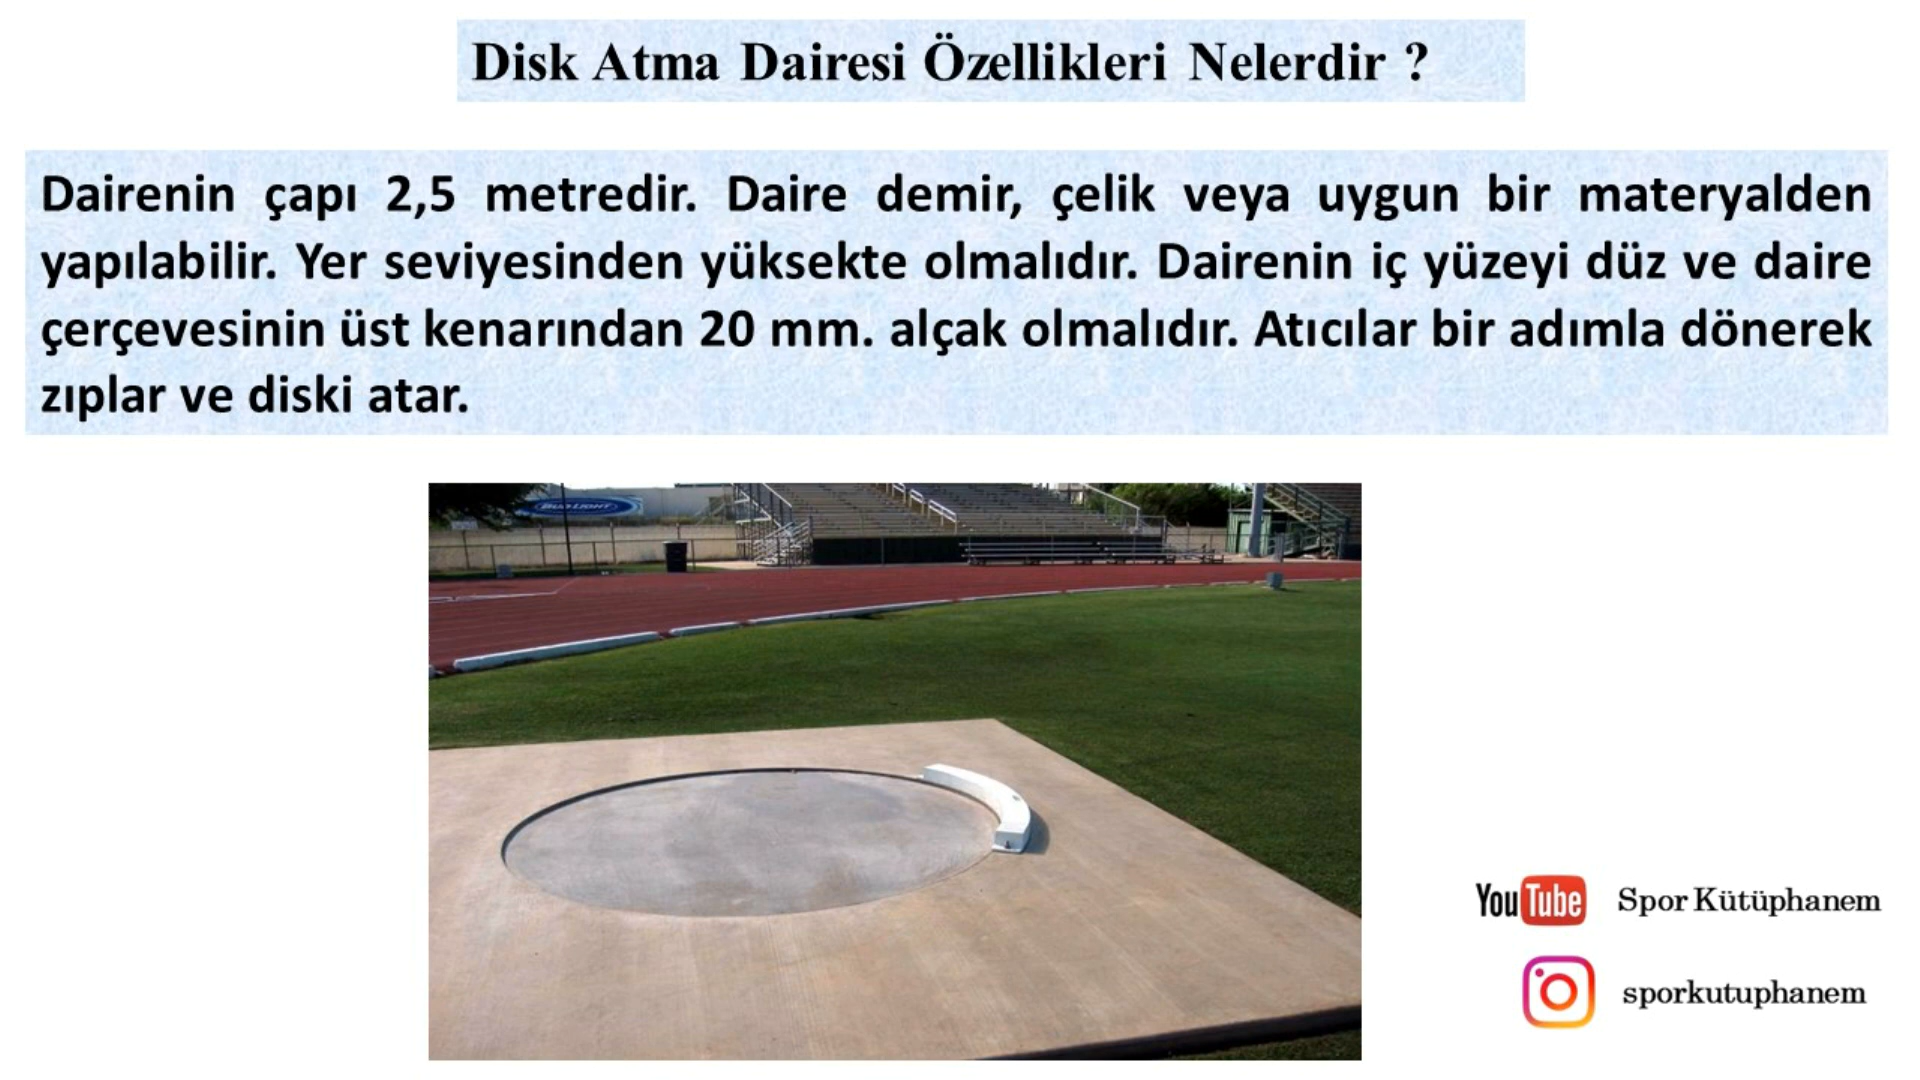 Disk Atma Dairesi Özellikleri Nelerdir ?
Dairenin çapı 2,5 metredir. Daire demir, çelik veya uygun bir materyalden
yapılabilir. Yer seviyesinden yüksekte olmalıdır. Dairenin iç yüzeyi düz ve daire
çerçevesinin üst kenarından 20 mm. alçak olmalıdır. Atıcılar bir adımla dönerek
zıplar ve diski atar.
BUD LIGHT
YouTube Spor Kütüphanem
sporkutuphanem